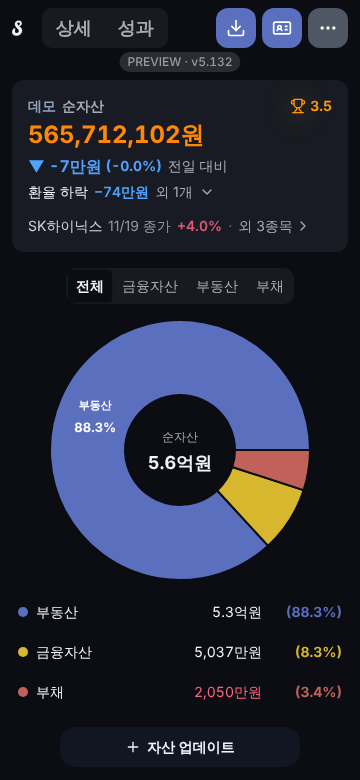 상세 성과
PREVIEW · v5.132
데모 순자산
3.5
565,712,102원
▼ -7만원 (-0.0%) 전일 대비
환율 하락 -74만원 외 1개
SK하이닉스 11/19 종가 +4.0% · 외 3종목
전체 금융자산 부동산 부채
부동산
88.3%
순자산
5.6억원
부동산 5.3억원 (88.3%)
금융자산 5,037만원 (8.3%)
부채 2,050만원 (3.4%)
+ 자산 업데이트